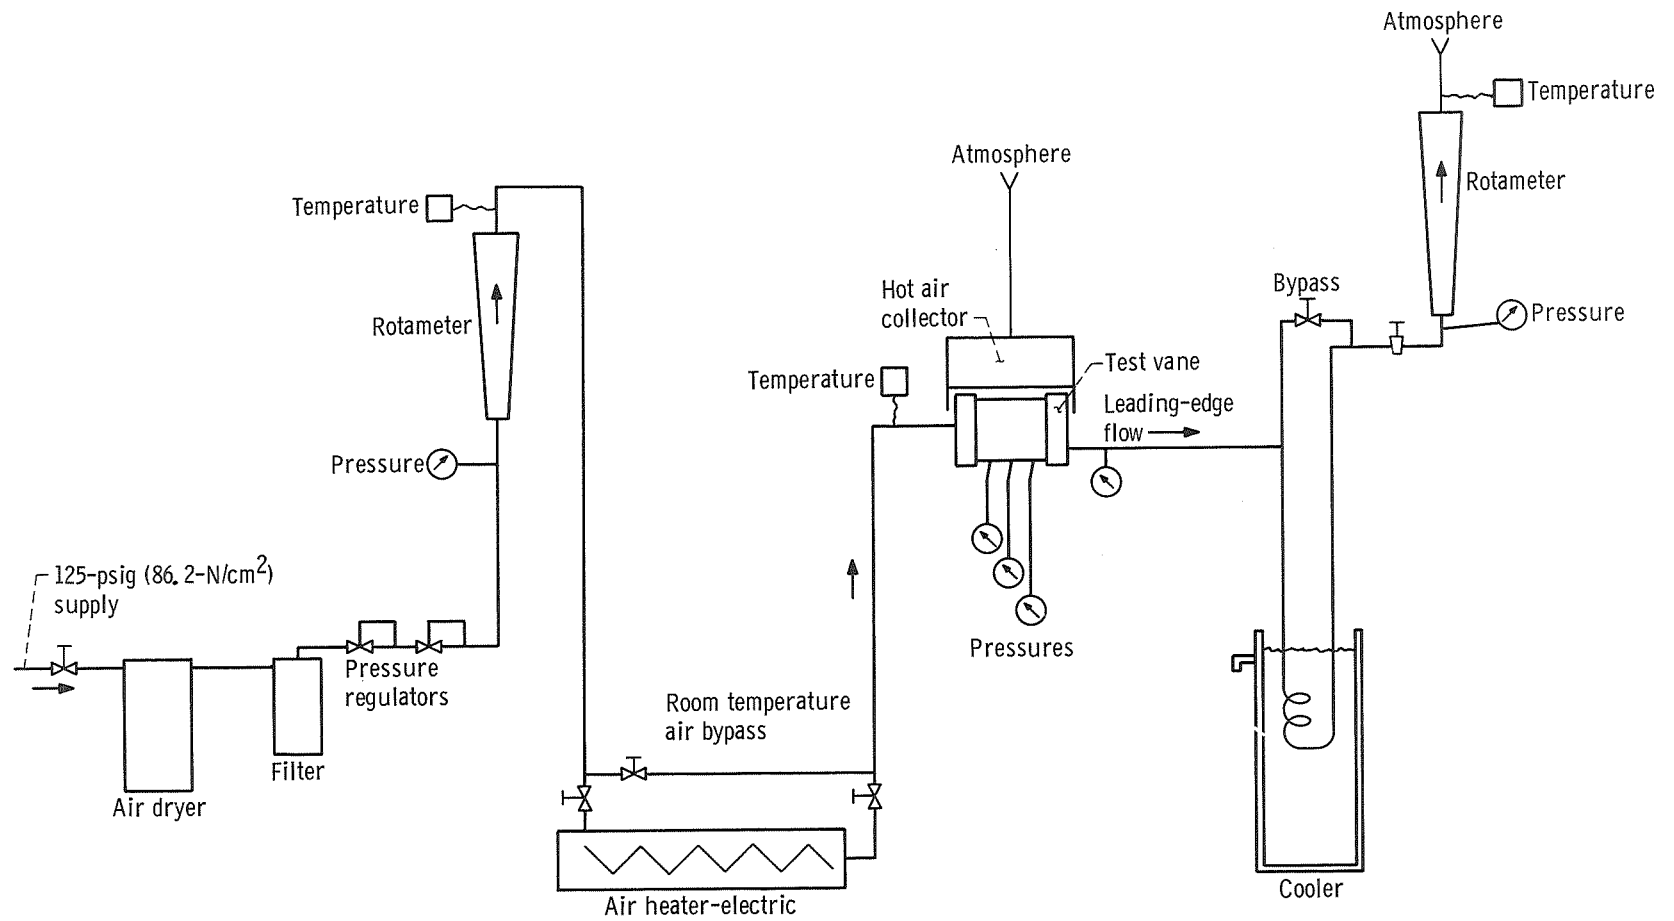 Atmosphere
Temperature
Rotameter
Pressure
Bypass
Atmosphere
Hot air
collector
Test vane
Leading-edge
flow
Temperature
Pressures
Temperature
Rotameter
Pressure
125-psig (86.2-N/cm2)
supply
Pressure
regulators
Filter
Air dryer
Room temperature
air bypass
Air heater-electric
Cooler